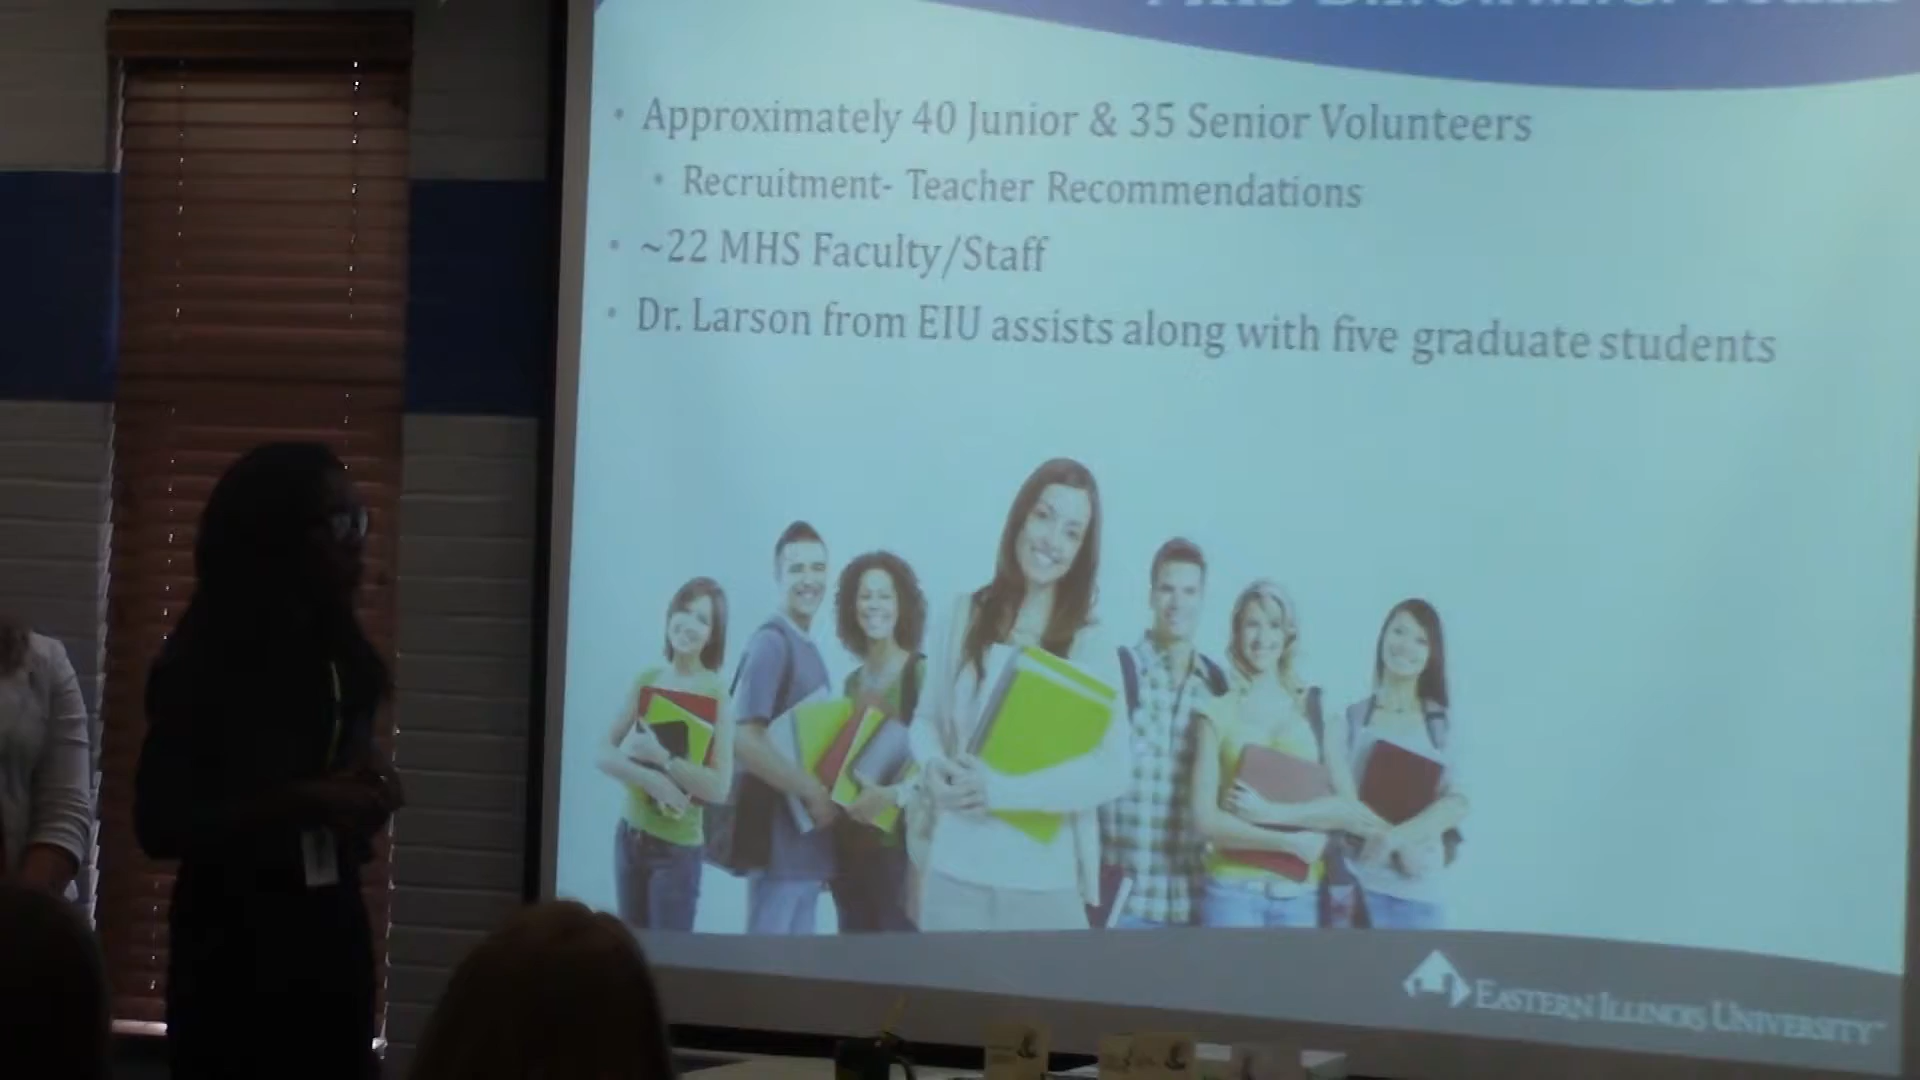 Approximately 40 Junior & 35 Senior Volunteers
Recruitment- Teacher Recommendations
~22 MHS Faculty/Staff
Dr. Larson from EIU assists along with five graduate students
EASTERN ILLINOIS UNIVERSITY